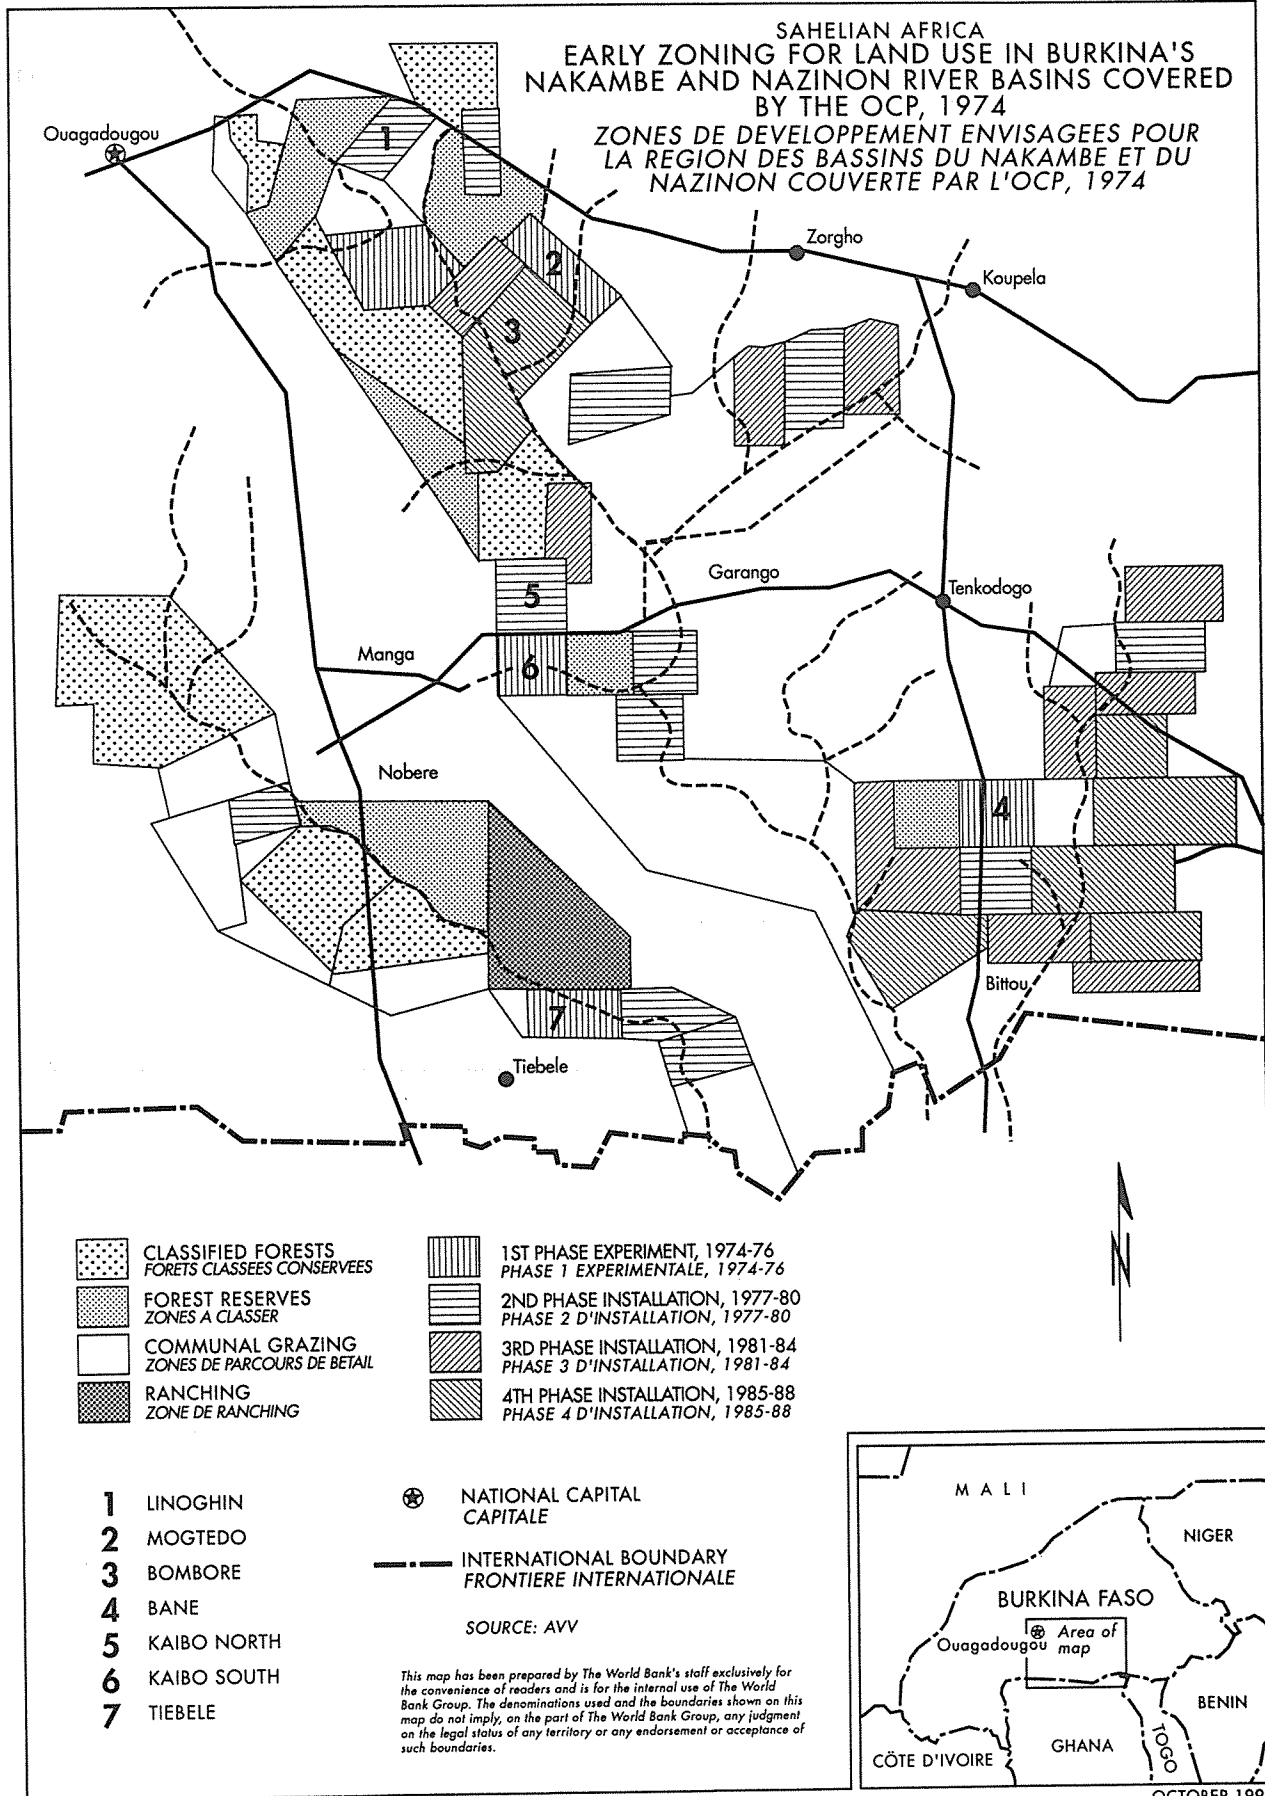 SAHELIAN AFRICA
EARLY ZONING FOR LAND USE IN BURKINA'S
NAKAMBE AND NAZINON RIVER BASINS COVERED
BY THE OCP, 1974
ZONES DE DEVELOPPEMENT ENVISAGEES POUR
LA REGION DES BASSINS DU NAKAMBE ET DU
NAZINON COUVERTE PAR L'OCP, 1974
Ouagadougou
1
Zorgho
2
Koupela
3
Garango
5
Tenkodogo
Manga
6
Nobere
4
Bittou
7
Tiebele
CLASSIFIED FORESTS
FORETS CLASSEES CONSERVEES
FOREST RESERVES
ZONES A CLASSER
COMMUNAL GRAZING
ZONES DE PARCOURS DE BETAIL
RANCHING
ZONE DE RANCHING
1ST PHASE EXPERIMENT, 1974-76
PHASE 1 EXPERIMENTALE, 1974-76
2ND PHASE INSTALLATION, 1977-80
PHASE 2 D'INSTALLATION, 1977-80
3RD PHASE INSTALLATION, 1981-84
PHASE 3 D'INSTALLATION, 1981-84
4TH PHASE INSTALLATION, 1985-88
PHASE 4 D'INSTALLATION, 1985-88
N
1 LINOGHIN
2 MOGTEDO
3 BOMBORE
4 BANE
5 KAIBO NORTH
6 KAIBO SOUTH
7 TIEBELE
NATIONAL CAPITAL
CAPITALE
INTERNATIONAL BOUNDARY
FRONTIERE INTERNATIONALE
SOURCE: AVV
This map has been prepared by The World Bank's staff exclusively for
the convenience of readers and is for the internal use of The World
Bank Group. The denominations used and the boundaries shown on this
map do not imply, on the part of The World Bank Group, any judgment
on the legal status of any territory or any endorsement or acceptance of
such boundaries.
MALI
NIGER
BURKINA FASO
Ouagadougou
Area of
map
BENIN
CÔTE D'IVOIRE
GHANA
TOGO
OCTOBER 199